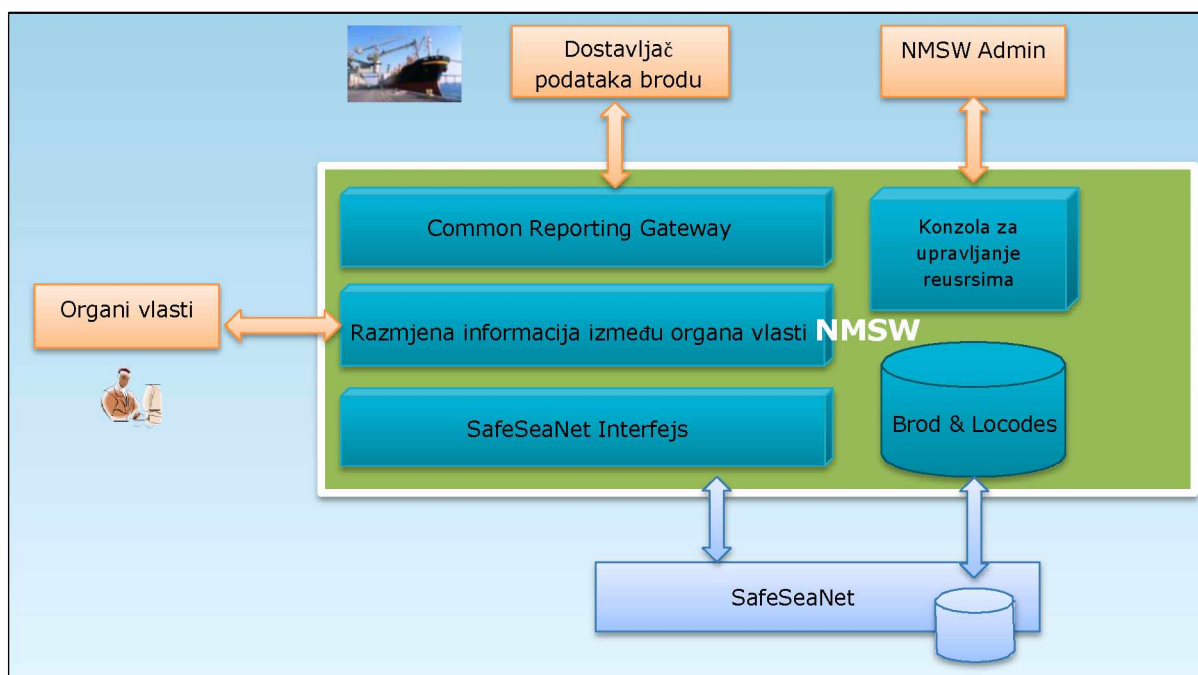 Dostavljač
podataka brodu
NMSW Admin
Common Reporting Gateway
Konzola za
upravljanje
reusrsima
Organi vlasti
Razmjena informacija između organa vlasti
NMSW
SafeSeaNet Interfejs
Brod & Locodes
SafeSeaNet